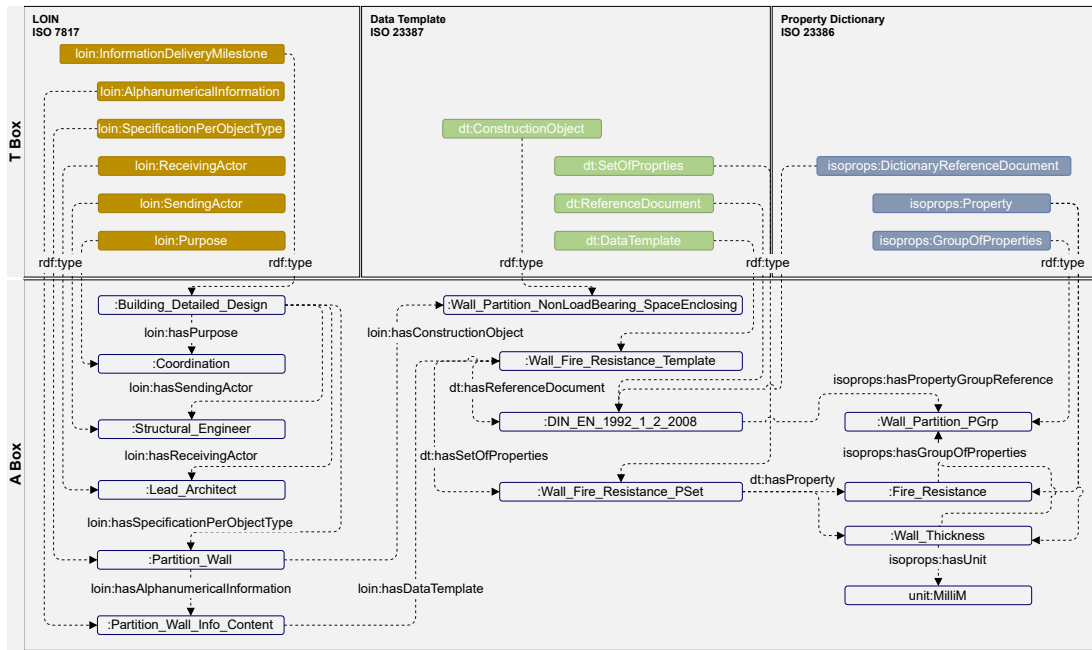 LOIN
ISO 7817
Data Template
ISO 23387
Property Dictionary
ISO 23386
T Box
loin:InformationDeliveryMilestone
loin:AlphanumericalInformation
loin:SpecificationPerObjectType
loin:ReceivingActor
loin:SendingActor
loin:Purpose
dt:ConstructionObject
dt:SetOfProprties
dt:ReferenceDocument
dt:DataTemplate
isoprops:DictionaryReferenceDocument
isoprops:Property
isoprops:GroupOfProperties
rdf:type
rdf:type
rdf:type
rdf:type
rdf:type
A Box
:Building_Detailed_Design
loin:hasPurpose
:Coordination
loin:hasSendingActor
:Structural_Engineer
loin:hasReceivingActor
:Lead_Architect
loin:hasSpecificationPerObjectType
:Partition_Wall
loin:hasAlphanumericalInformation
:Partition_Wall_Info_Content
:Wall_Partition_NonLoadBearing_SpaceEnclosing
loin:hasConstructionObject
:Wall_Fire_Resistance_Template
dt:hasReferenceDocument
:DIN_EN_1992_1_2_2008
dt:hasSetOfProperties
:Wall_Fire_Resistance_PSet
loin:hasDataTemplate
dt:hasProperty
isoprops:hasPropertyGroupReference
:Wall_Partition_PGrp
isoprops:hasGroupOfProperties
:Fire_Resistance
:Wall_Thickness
isoprops:hasUnit
unit:MilliM